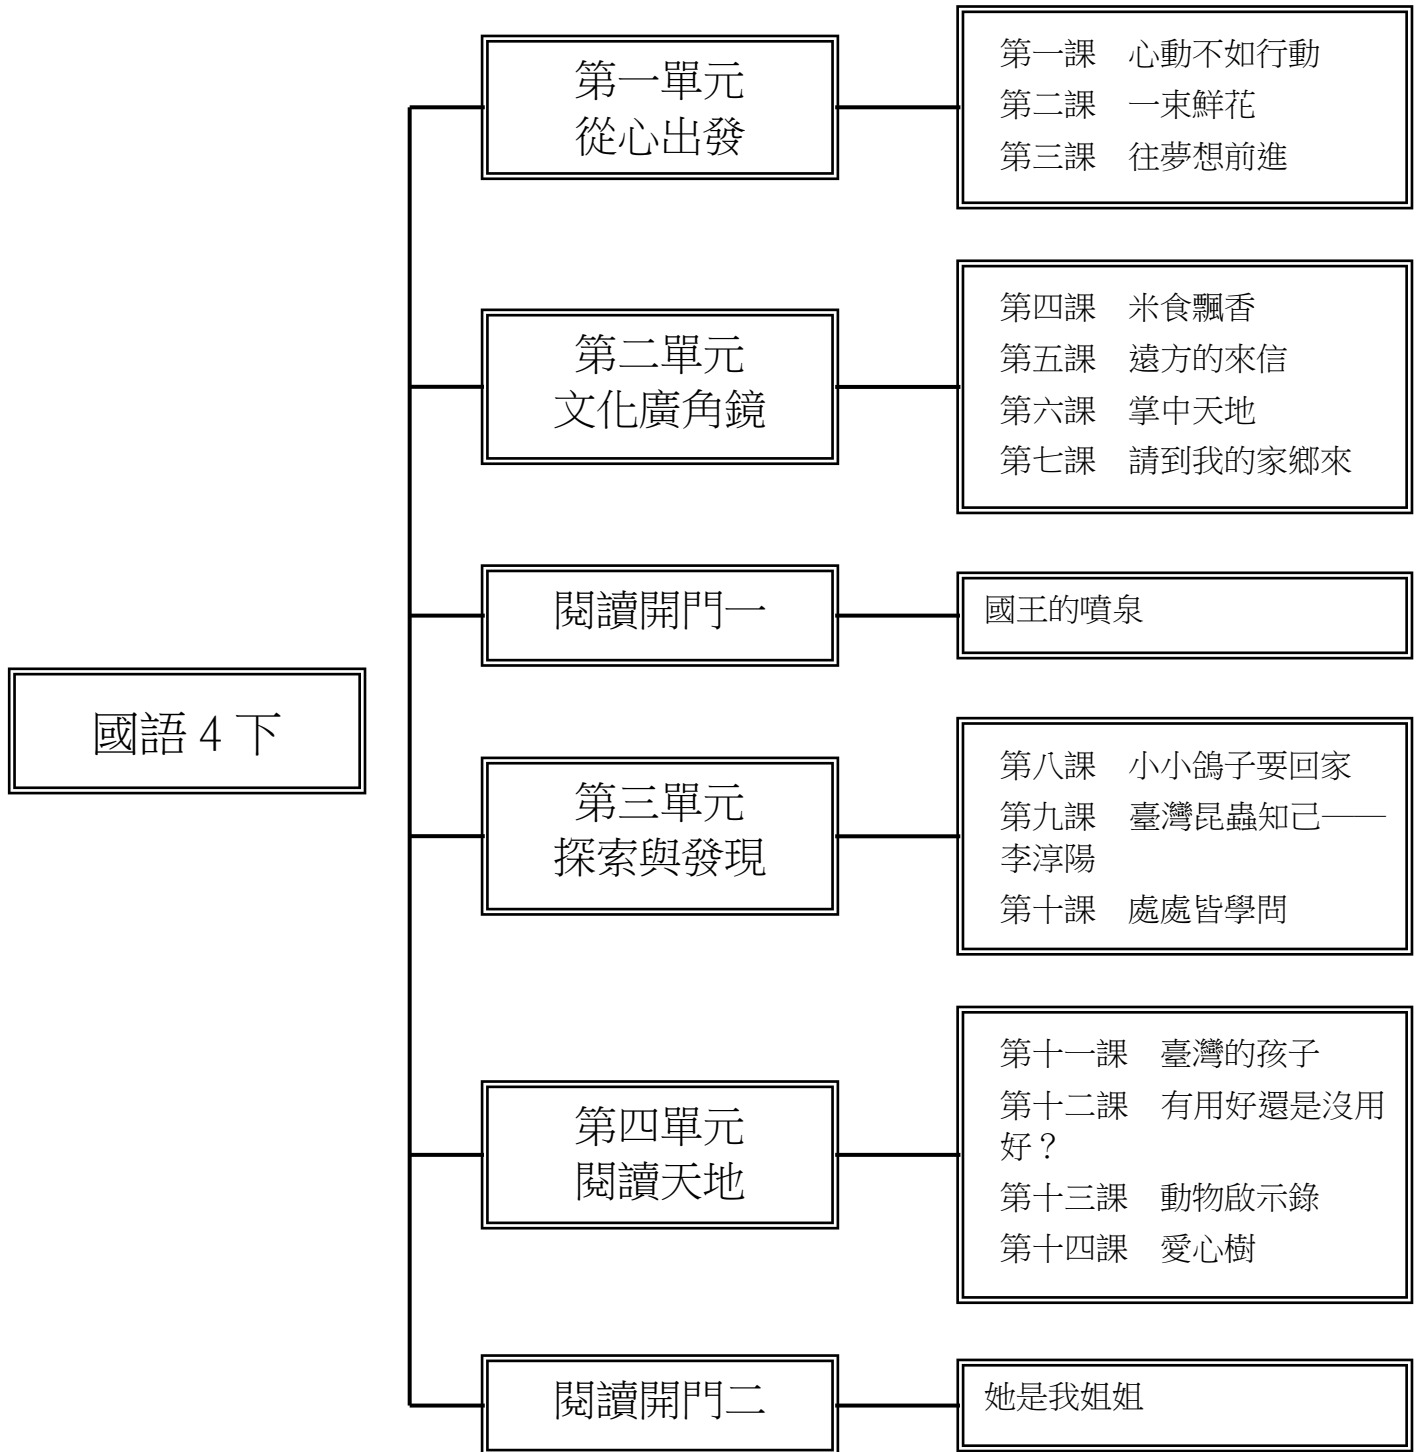 第一單元
從心出發
第一課　心動不如行動
第二課　一束鮮花
第三課　往夢想前進
第二單元
文化廣角鏡
第四課　米食飄香
第五課　遠方的來信
第六課　掌中天地
第七課　請到我的家鄉來
閱讀開門一
國王的噴泉
國語 4 下
第三單元
探索與發現
第八課　小小鴿子要回家
第九課　臺灣昆蟲知己——
李淳陽
第十課　處處皆學問
第四單元
閱讀天地
第十一課　臺灣的孩子
第十二課　有用好還是沒用
好？
第十三課　動物啟示錄
第十四課　愛心樹
閱讀開門二
她是我姐姐